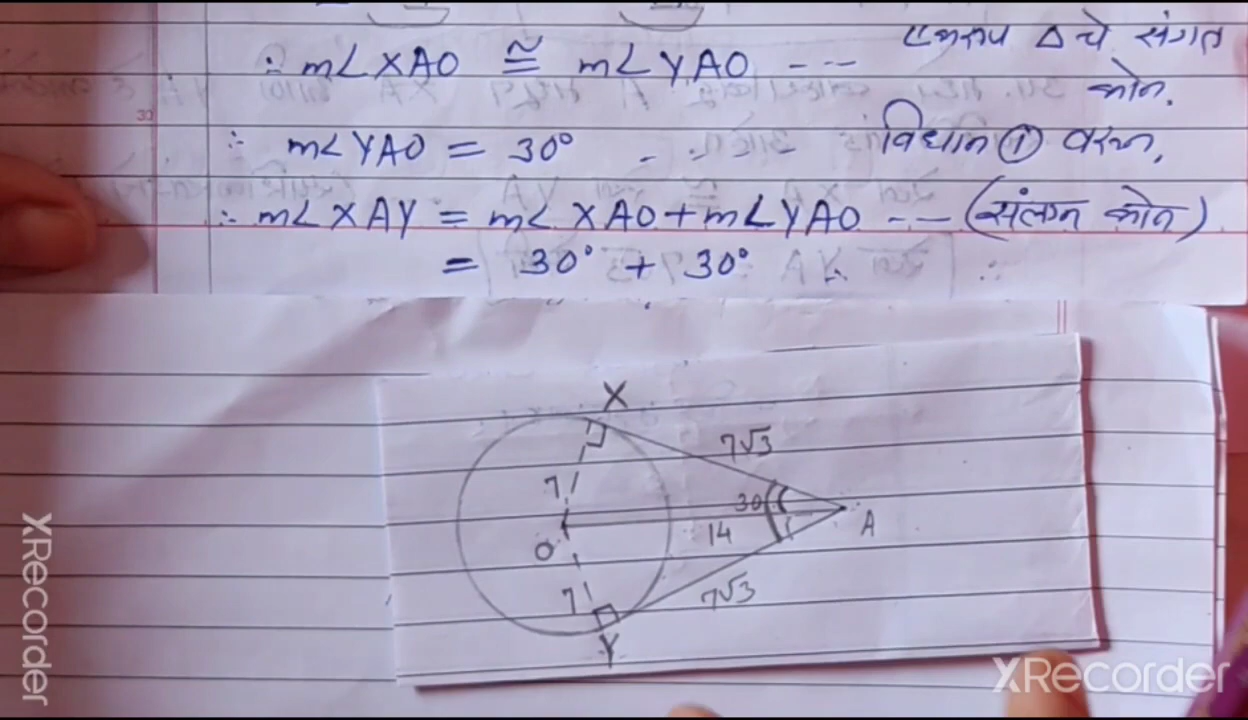 ∴ m∠XAO ≅ m∠YAO --- एकरुप Δ चे संगत
कोन.
∴ m∠YAO = 30° - - -- विधान ① वरुन,
∴ m∠XAY = m∠XAO + m∠YAO --- (संलग्न कोन)
= 30° + 30°
X
7√3
7
30
A
14
O
7
7√3
Y
XRecorder
XRecorder